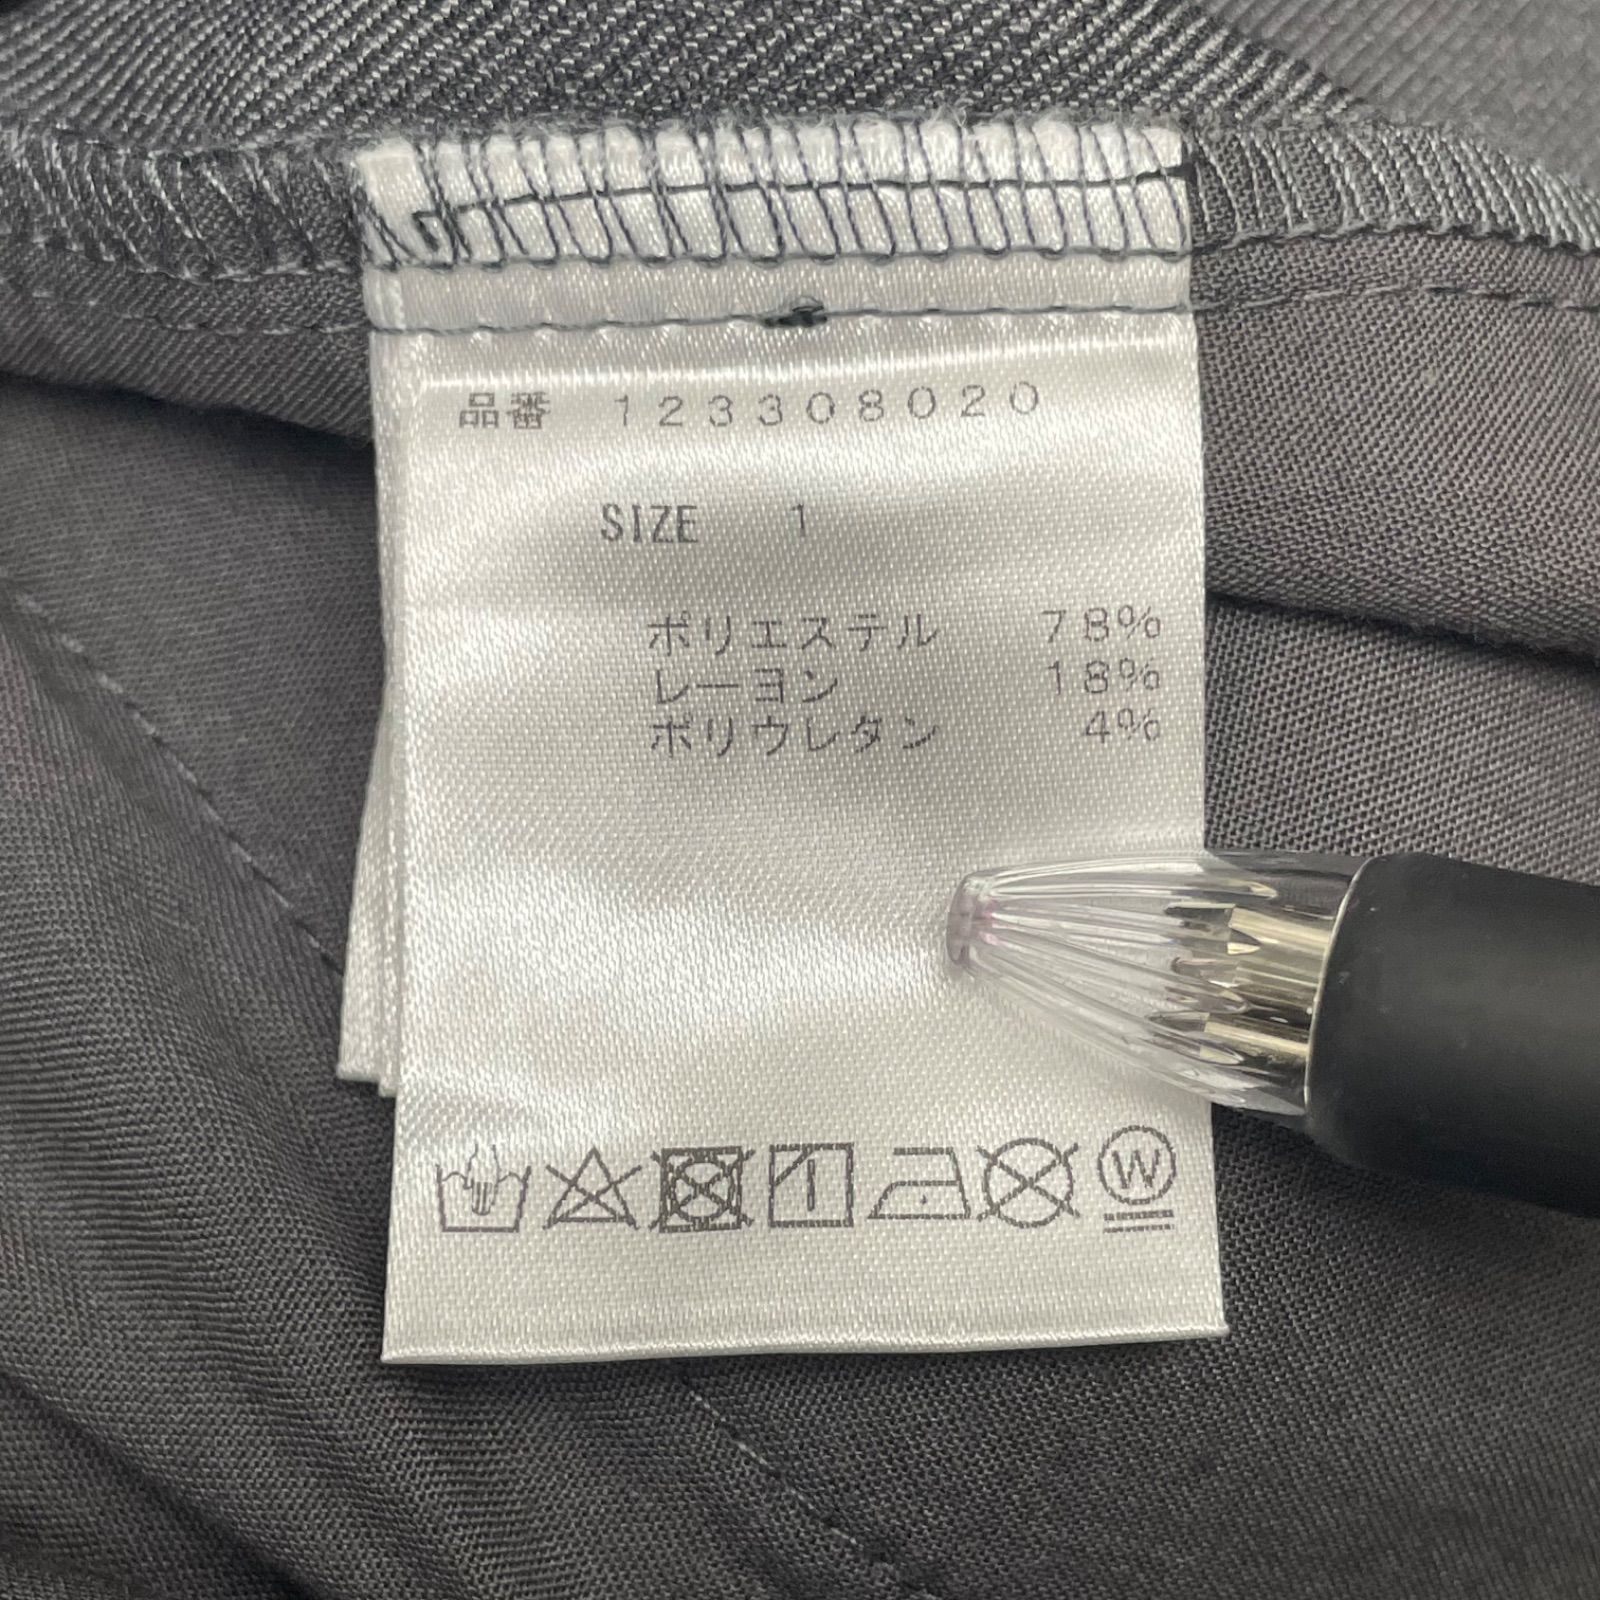 品番 123308020
SIZE 1
ポリエステル 78%
レーヨン 18%
ポリウレタン 4%
W